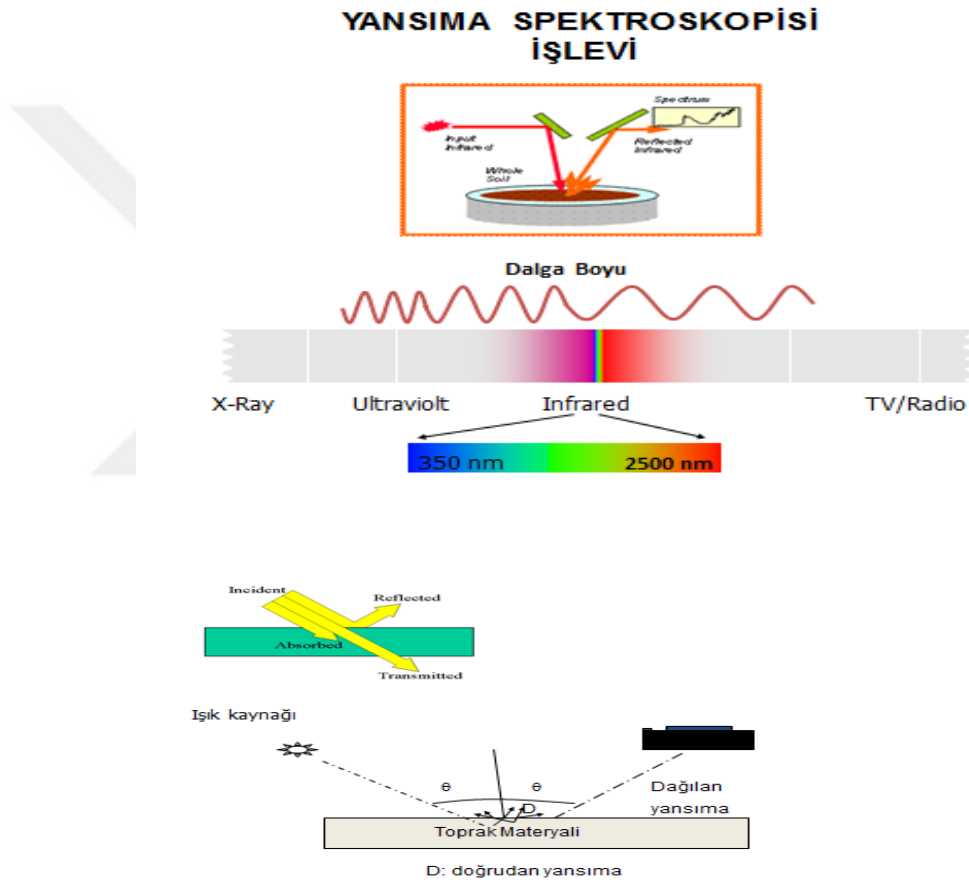 YANSIMA SPEKTROSKOPİSİ
İŞLEVİ
Spectrum
Input
Infrared
Reflected
Infrared
Whole
Soil
Dalga Boyu
X-Ray
Ultraviolt
Infrared
TV/Radio
350 nm
2500 nm
Incident
Reflected
Absorbed
Transmitted
Işık kaynağı
Dağılan
yansıma
ө
ө
D
Toprak Materyali
D: doğrudan yansıma